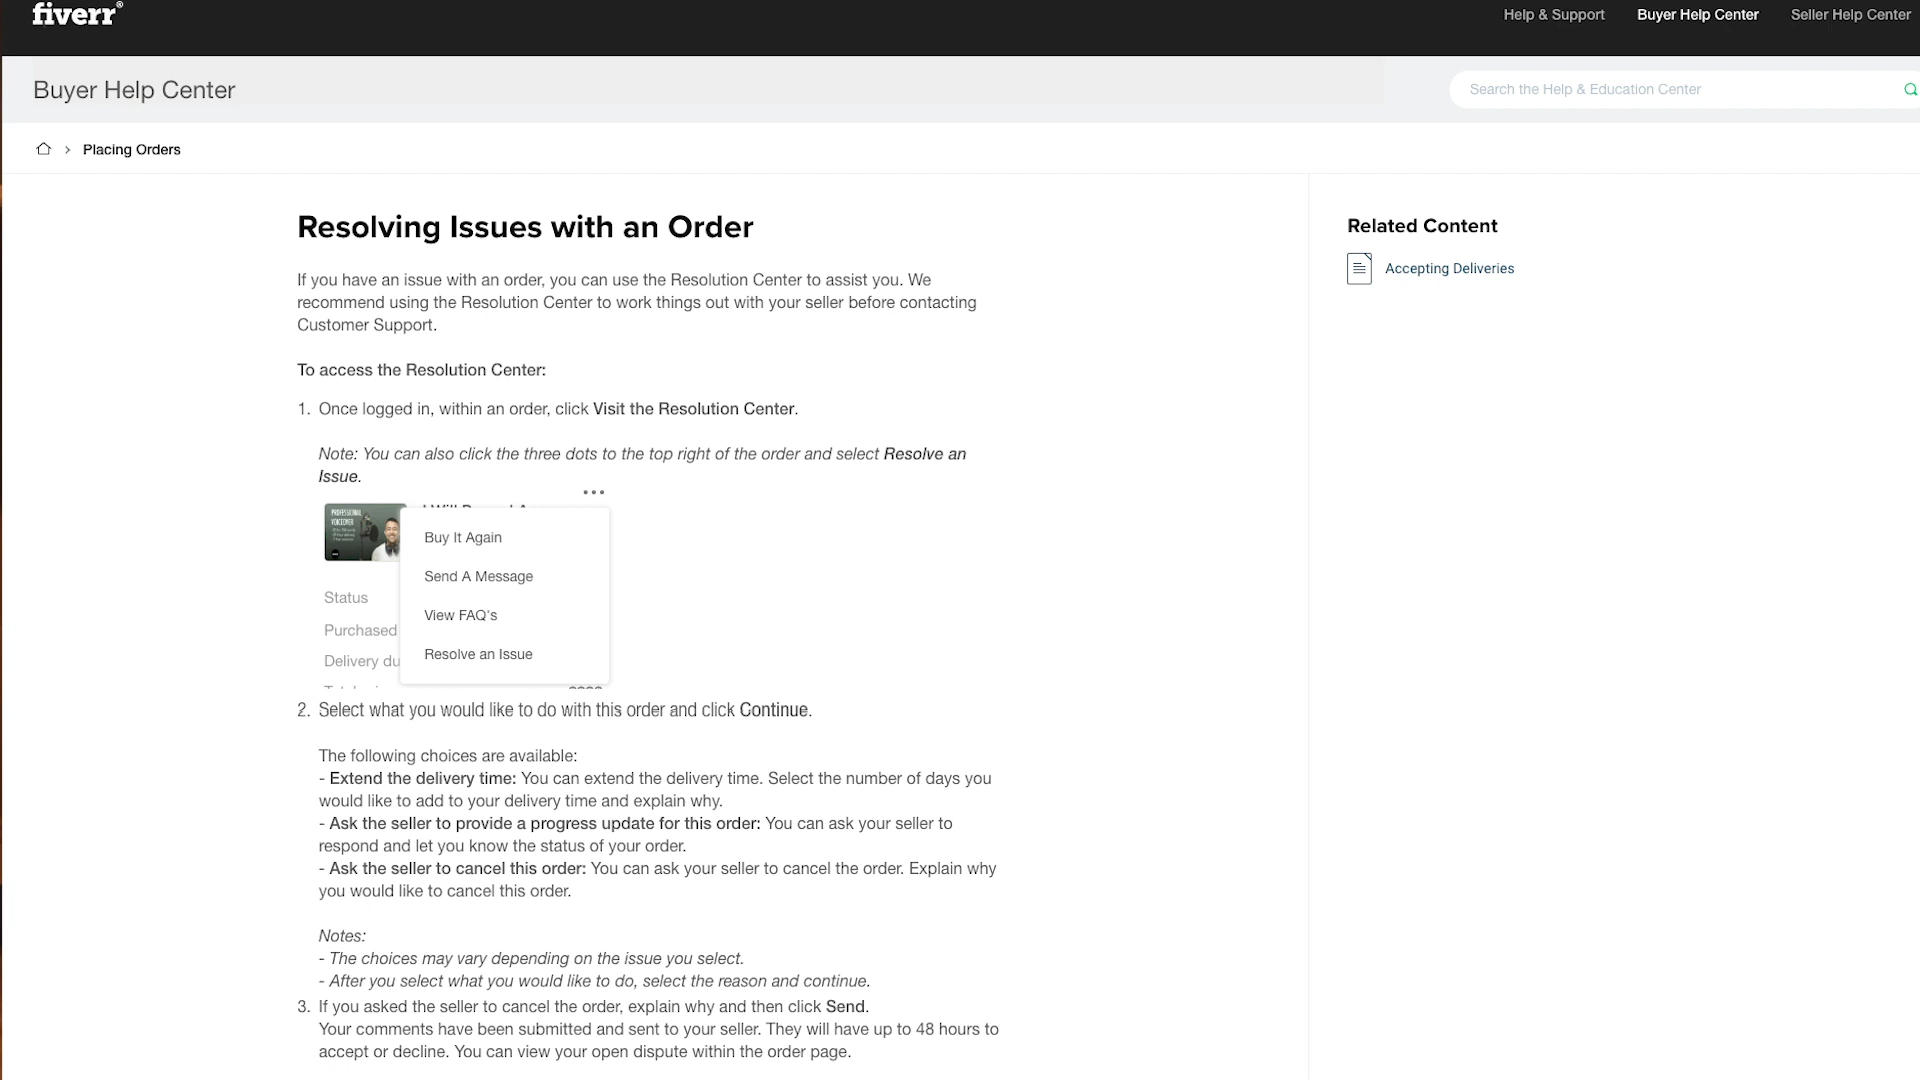 fiverr®
Help & Support
Buyer Help Center
Seller Help Center
Buyer Help Center
Search the Help & Education Center
Placing Orders
Resolving Issues with an Order
If you have an issue with an order, you can use the Resolution Center to assist you. We
recommend using the Resolution Center to work things out with your seller before contacting
Customer Support.
To access the Resolution Center:
1. Once logged in, within an order, click Visit the Resolution Center.
Note: You can also click the three dots to the top right of the order and select Resolve an
Issue.
PROFESSIONAL
VOICEOVER
Buy It Again
Send A Message
View FAQ's
Resolve an Issue
Status
Purchased
Delivery du
2. Select what you would like to do with this order and click Continue.
The following choices are available:
- Extend the delivery time: You can extend the delivery time. Select the number of days you
would like to add to your delivery time and explain why.
- Ask the seller to provide a progress update for this order: You can ask your seller to
respond and let you know the status of your order.
- Ask the seller to cancel this order: You can ask your seller to cancel the order. Explain why
you would like to cancel this order.
Notes:
- The choices may vary depending on the issue you select.
- After you select what you would like to do, select the reason and continue.
3. If you asked the seller to cancel the order, explain why and then click Send.
Your comments have been submitted and sent to your seller. They will have up to 48 hours to
accept or decline. You can view your open dispute within the order page.
Related Content
Accepting Deliveries